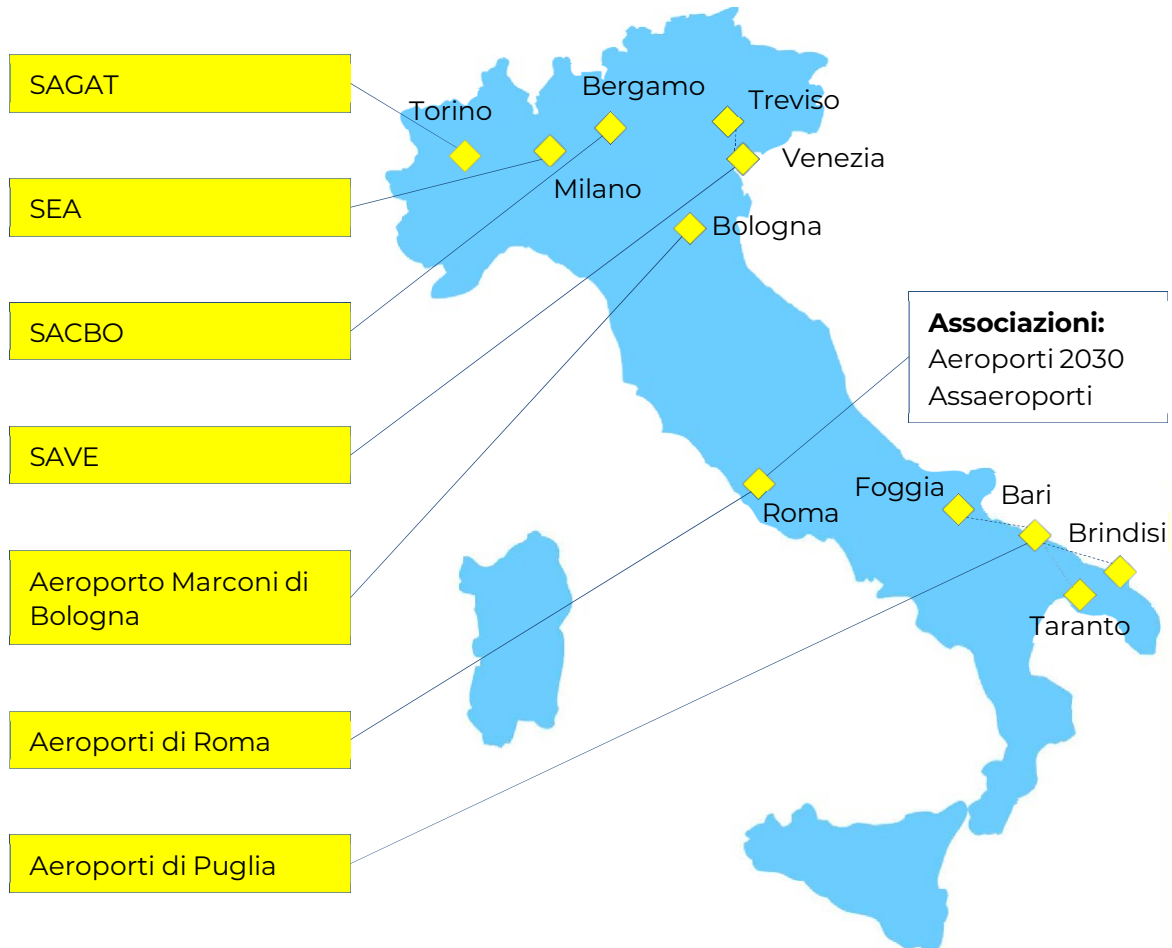 SAGAT
SEA
SACBO
SAVE
Aeroporto Marconi di
Bologna
Aeroporti di Roma
Aeroporti di Puglia
Torino
Bergamo
Treviso
Milano
Venezia
Bologna
Associazioni:
Aeroporti 2030
Assaeroporti
Roma
Foggia
Bari
Brindisi
Taranto